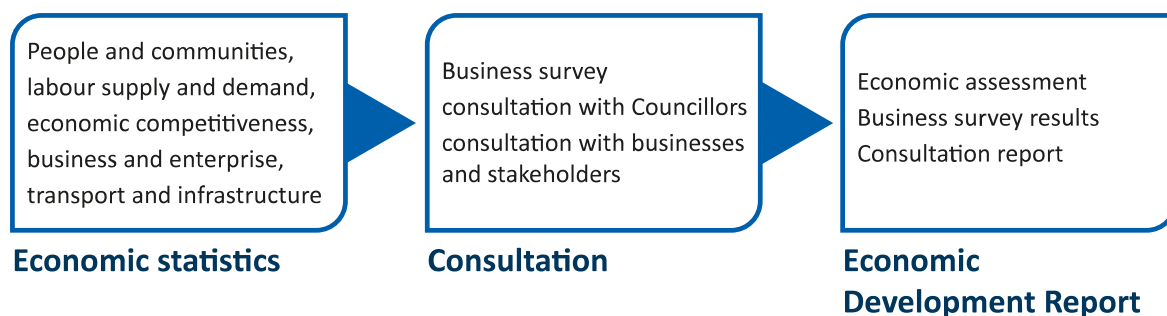 People and communities,
labour supply and demand,
economic competitiveness,
business and enterprise,
transport and infrastructure
Economic statistics
Business survey
consultation with Councillors
consultation with businesses
and stakeholders
Consultation
Economic assessment
Business survey results
Consultation report
Economic
Development Report